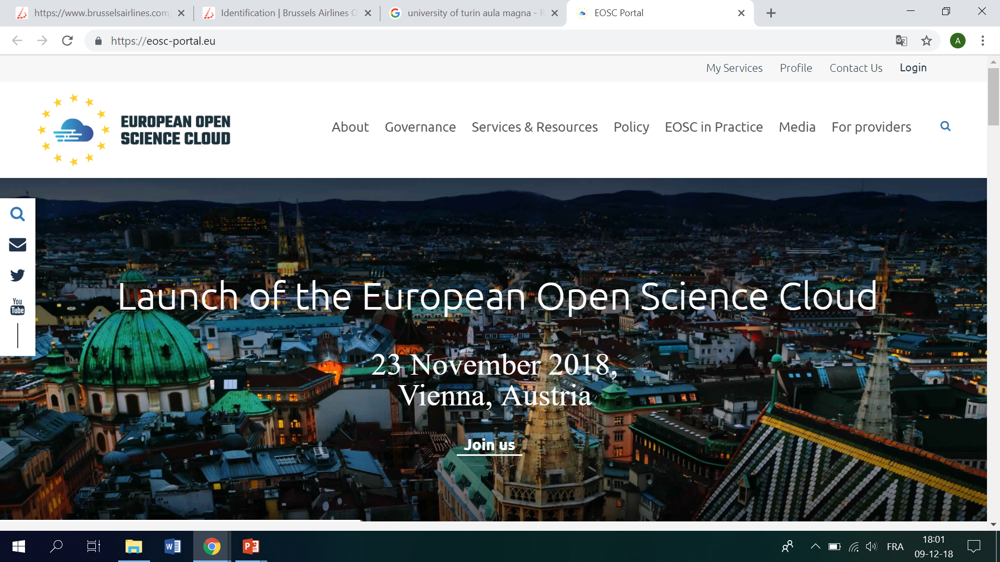 https://www.brusselsairlines.com/
Identification | Brussels Airlines O
university of turin aula magna - R
EOSC Portal
https://eosc-portal.eu
A
My Services Profile Contact Us Login
EUROPEAN OPEN
SCIENCE CLOUD
About Governance Services & Resources Policy EOSC in Practice Media For providers
You
Tube
Launch of the European Open Science Cloud
23 November 2018,
Vienna, Austria
Join us
FRA
18:01
09-12-18